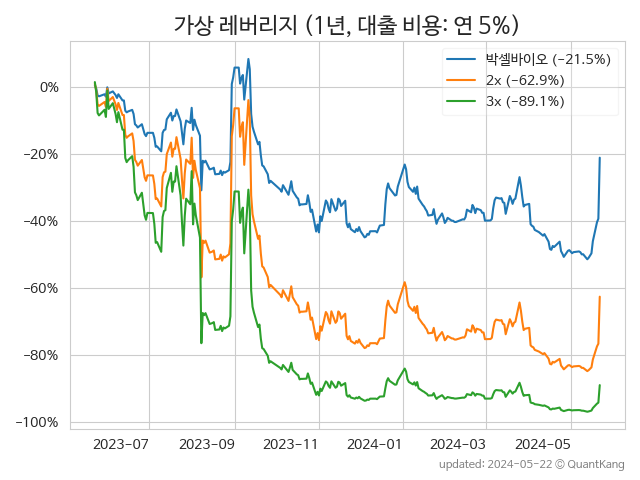 가상 레버리지 (1년, 대출 비용: 연 5%)
박셀바이오 (−21.5%)
2x (−62.9%)
3x (−89.1%)
0%
−20%
−40%
−60%
−80%
−100%
2023-07 2023-09 2023-11 2024-01 2024-03 2024-05
updated: 2024-05-22 © QuantKang